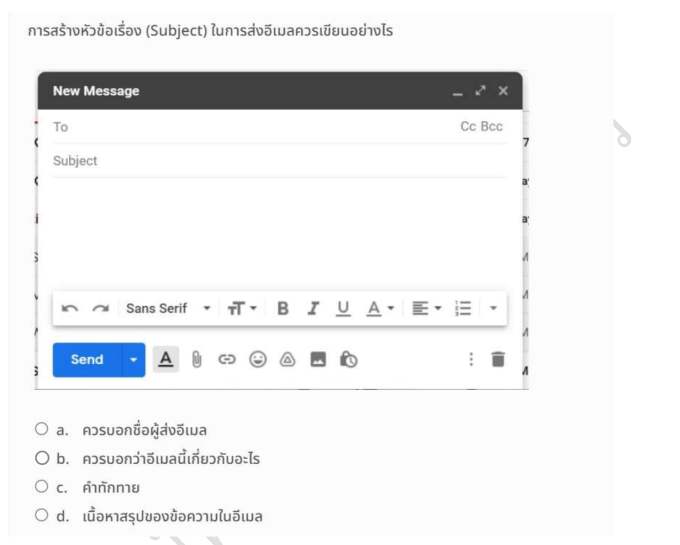 การสร้างหัวข้อเรื่อง (Subject) ในการส่งอีเมลควรเขียนอย่างไร
New Message
To Cc Bcc
Subject
Sans Serif
B I U A
Send A
a. ควรบอกชื่อผู้ส่งอีเมล
b. ควรบอกว่าอีเมลนี้เกี่ยวกับอะไร
c. คำทักทาย
d. เนื้อหาสรุปของข้อความในอีเมล